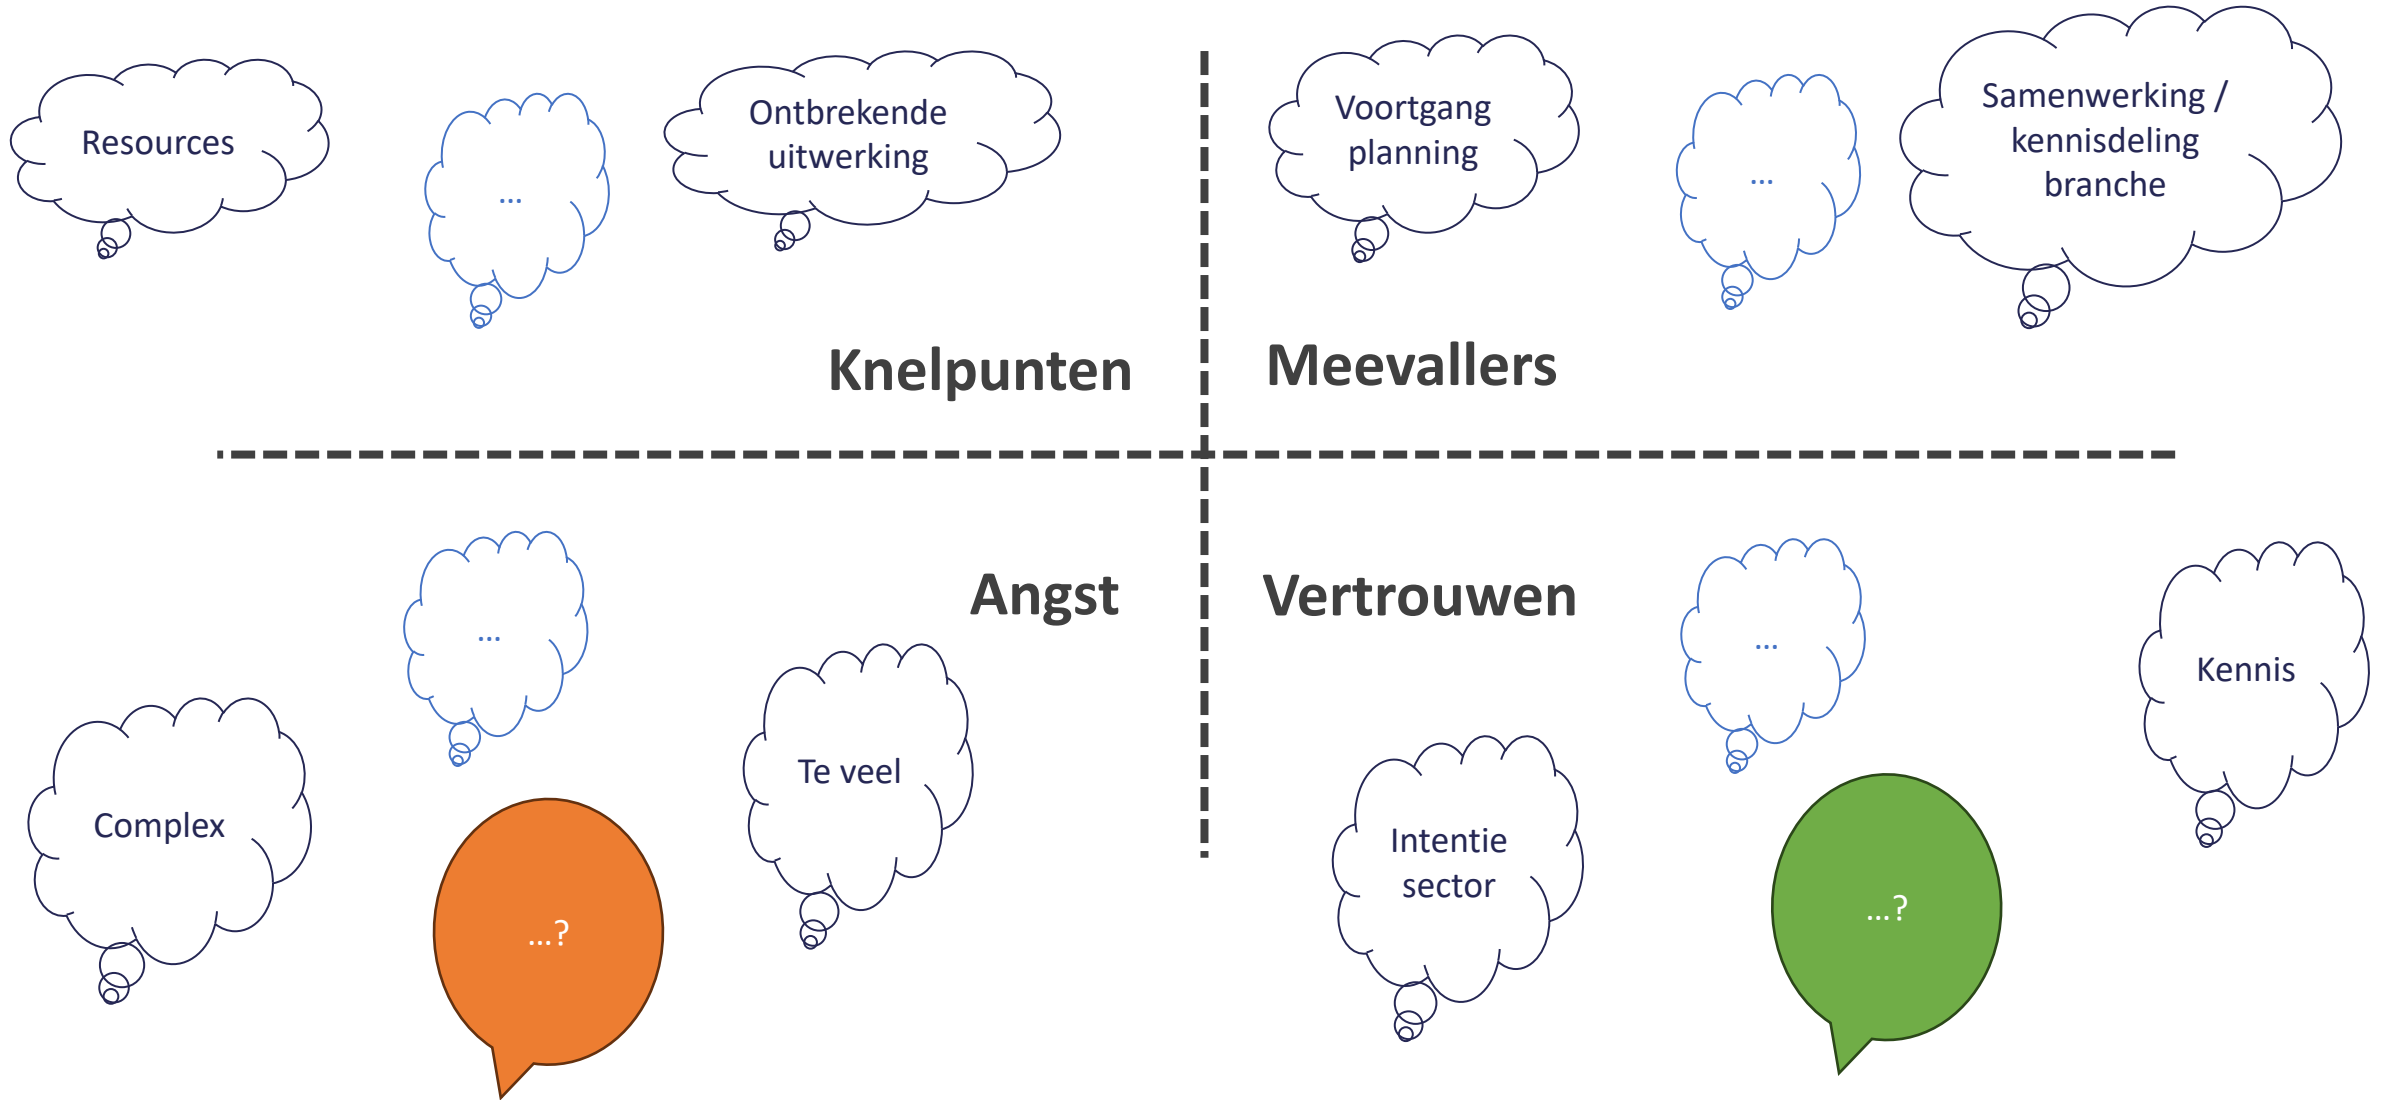 Resources
...
Ontbrekende
uitwerking
Knelpunten
Voortgang
planning
...
Samenwerking /
kennisdeling
branche
Meevallers
Angst
...
Te veel
Complex
...?
Vertrouwen
...
Kennis
Intentie
sector
...?